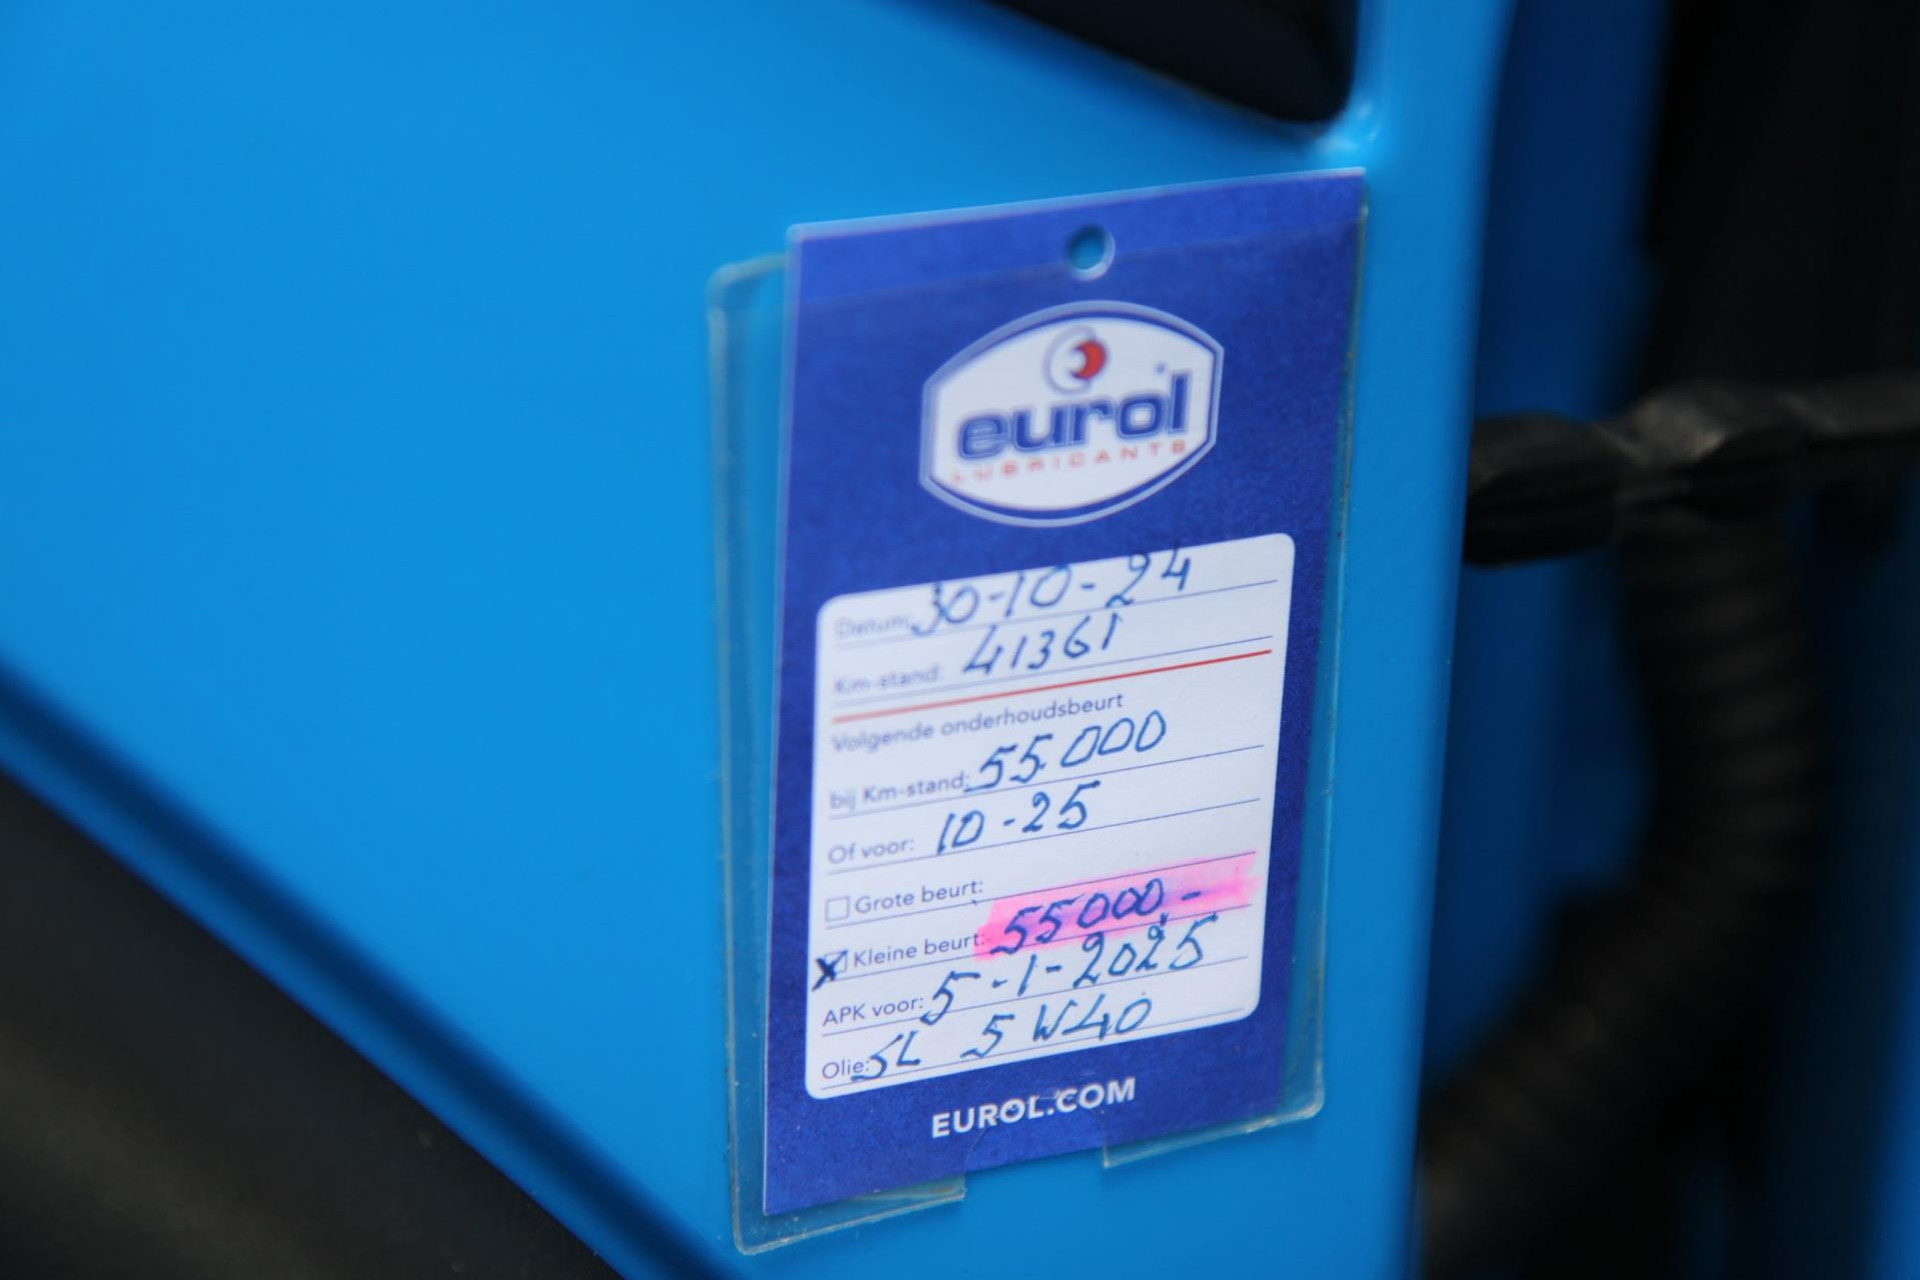 eurol
LUBRICANTS
Datum: 30-10-24
Km-stand: 41361
Volgende onderhoudsbeurt
bij Km-stand: 55.000
Of voor: 10-25
Grote beurt:
Kleine beurt: 55000-
APK voor: 5-1-2025
Olie: 5L 5W40
EUROL.COM